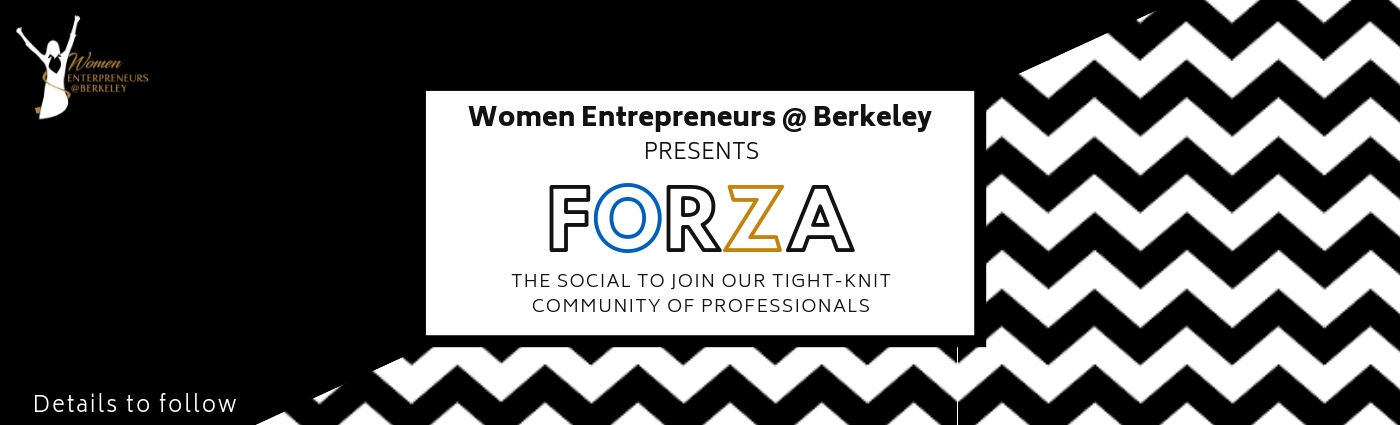 Women
ENTERPRENEURS
@BERKELEY
Women Entrepreneurs @ Berkeley
PRESENTS
FORZA
THE SOCIAL TO JOIN OUR TIGHT-KNIT
COMMUNITY OF PROFESSIONALS
Details to follow